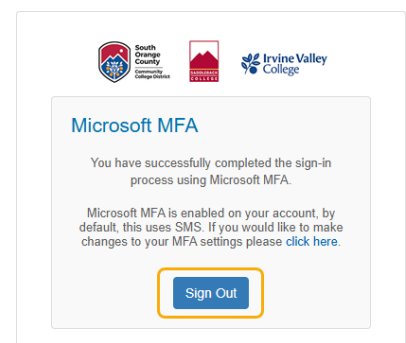 South
Orange
County
Community
College District
SADDLEBACK
COLLEGE
Irvine Valley
College
Microsoft MFA
You have successfully completed the sign-in
process using Microsoft MFA.
Microsoft MFA is enabled on your account, by
default, this uses SMS. If you would like to make
changes to your MFA settings please click here.
Sign Out